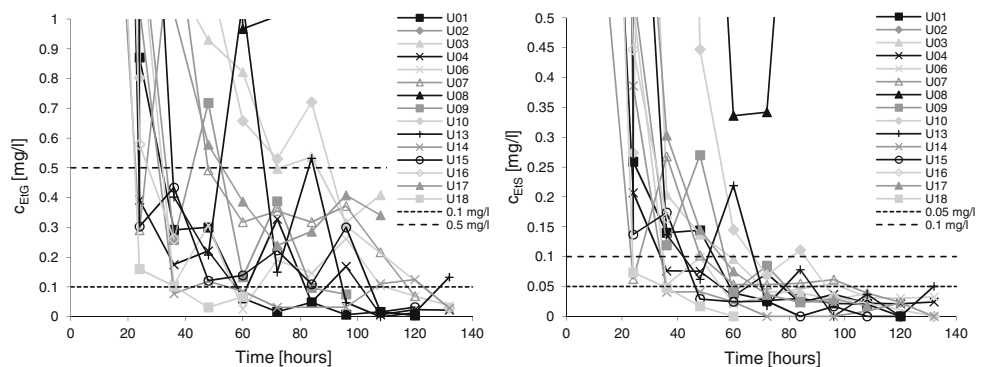 1
0.9
0.8
0.7
0.6
0.5
0.4
0.3
0.2
0.1
0
c_EtG [mg/l]
0 20 40 60 80 100 120 140
Time [hours]
U01
U02
U03
U04
U06
U07
U08
U09
U10
U13
U14
U15
U16
U17
U18
0.1 mg/l
0.5 mg/l
0.5
0.45
0.4
0.35
0.3
0.25
0.2
0.15
0.1
0.05
0
c_EtS [mg/l]
0 20 40 60 80 100 120 140
Time [hours]
U01
U02
U03
U04
U06
U07
U08
U09
U10
U13
U14
U15
U16
U17
U18
0.05 mg/l
0.1 mg/l